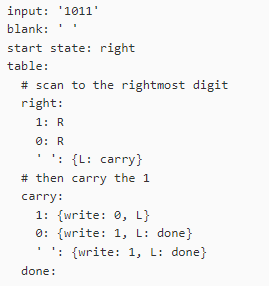 input: '1011'
blank: ' '
start state: right
table:
  # scan to the rightmost digit
  right:
    1: R
    0: R
    ' ': {L: carry}
  # then carry the 1
  carry:
    1: {write: 0, L}
    0: {write: 1, L: done}
    ' ': {write: 1, L: done}
  done: